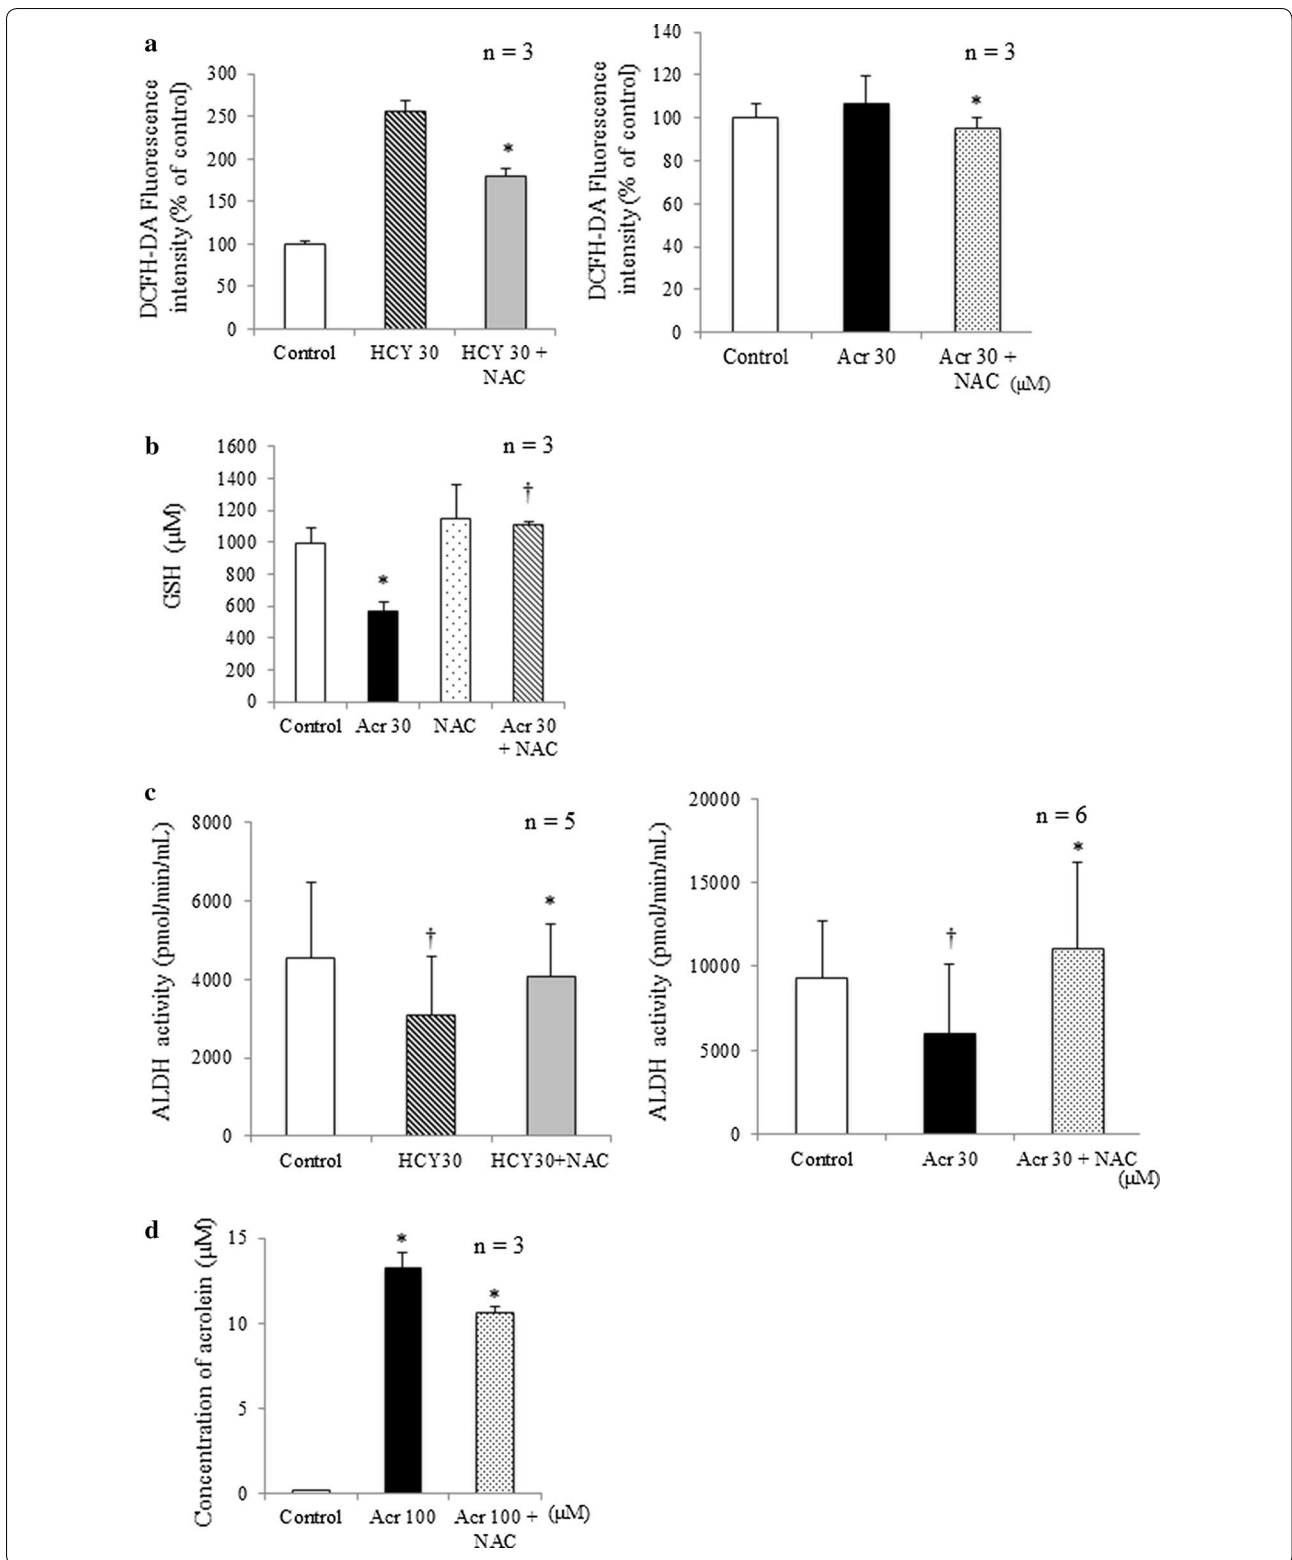 a
n = 3
DCFH-DA Fluorescence
intensity (% of control)
300
250
200
150
100
50
0
*
Control
HCY 30
HCY 30 +
NAC
n = 3
DCFH-DA Fluorescence
intensity (% of control)
140
120
100
80
60
40
20
0
*
Control
Acr 30
Acr 30 +
NAC (μM)
b
n = 3
GSH (μM)
1600
1400
1200
1000
800
600
400
200
0
*
†
Control
Acr 30
NAC
Acr 30
+ NAC
c
n = 5
ALDH activity (pmol/min/mL)
8000
6000
4000
2000
0
†
*
Control
HCY30
HCY30+NAC
n = 6
ALDH activity (pmol/min/mL)
20000
15000
10000
5000
0
†
*
Control
Acr 30
Acr 30 + NAC
(μM)
d
n = 3
Concentration of acrolein (μM)
15
10
5
0
*
*
Control
Acr 100
Acr 100 +
NAC
(μM)